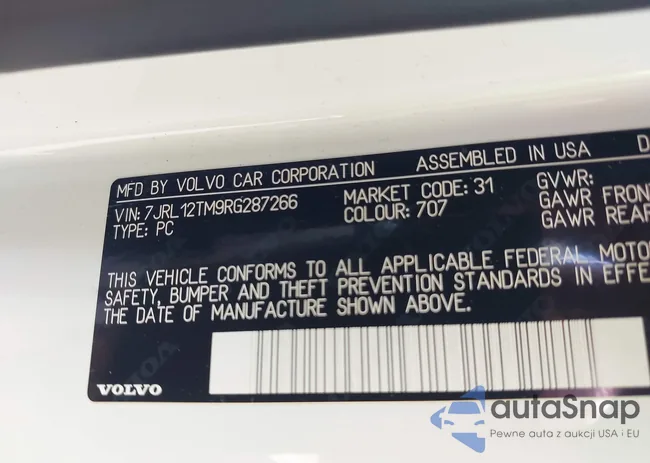 MFD BY VOLVO CAR CORPORATION ASSEMBLED IN USA D
VIN: 7JRL12TM9RG287266 MARKET CODE: 31 GVWR:
TYPE: PC COLOUR: 707 GAWR FRON
GAWR REAR
THIS VEHICLE CONFORMS TO ALL APPLICABLE FEDERAL MOTO
SAFETY, BUMPER AND THEFT PREVENTION STANDARDS IN EFFE
THE DATE OF MANUFACTURE SHOWN ABOVE.
VOLVO
autaSnap
Pewne auta z aukcji USA i EU